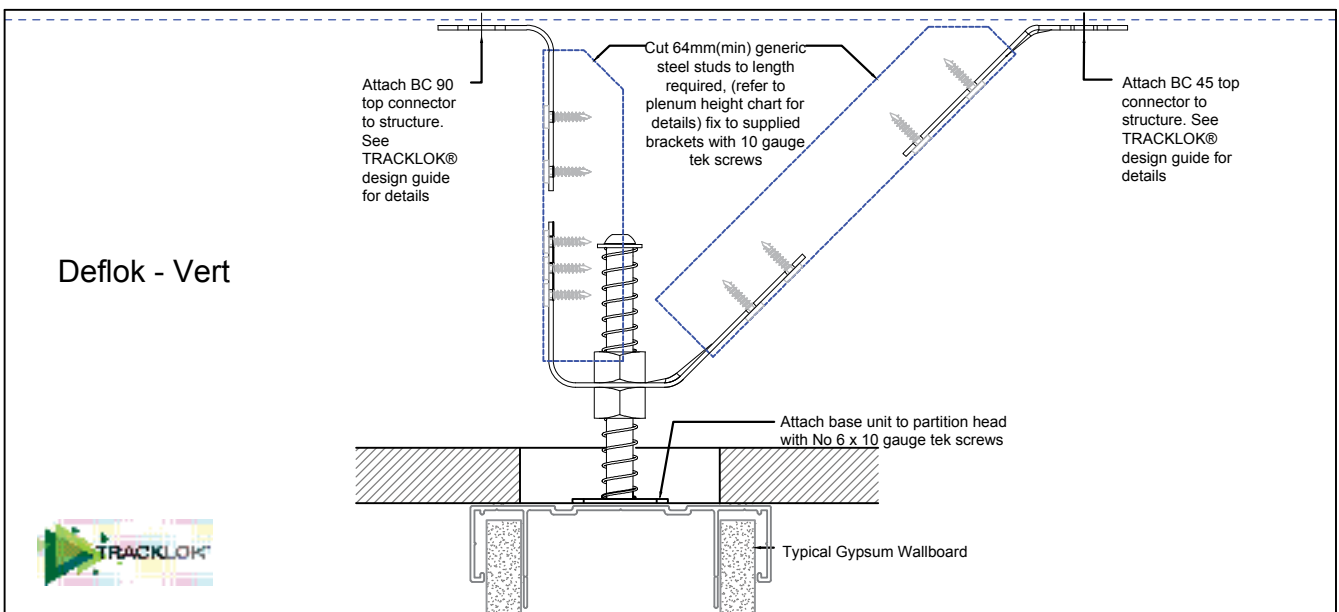 Attach BC 90
top connector
to structure.
See
TRACKLOK®
design guide
for details
Cut 64mm(min) generic
steel studs to length
required, (refer to
plenum height chart for
details) fix to supplied
brackets with 10 gauge
tek screws
Attach BC 45 top
connector to
structure. See
TRACKLOK®
design guide for
details
Deflok - Vert
Attach base unit to partition head
with No 6 x 10 gauge tek screws
Typical Gypsum Wallboard
TRACKLOK